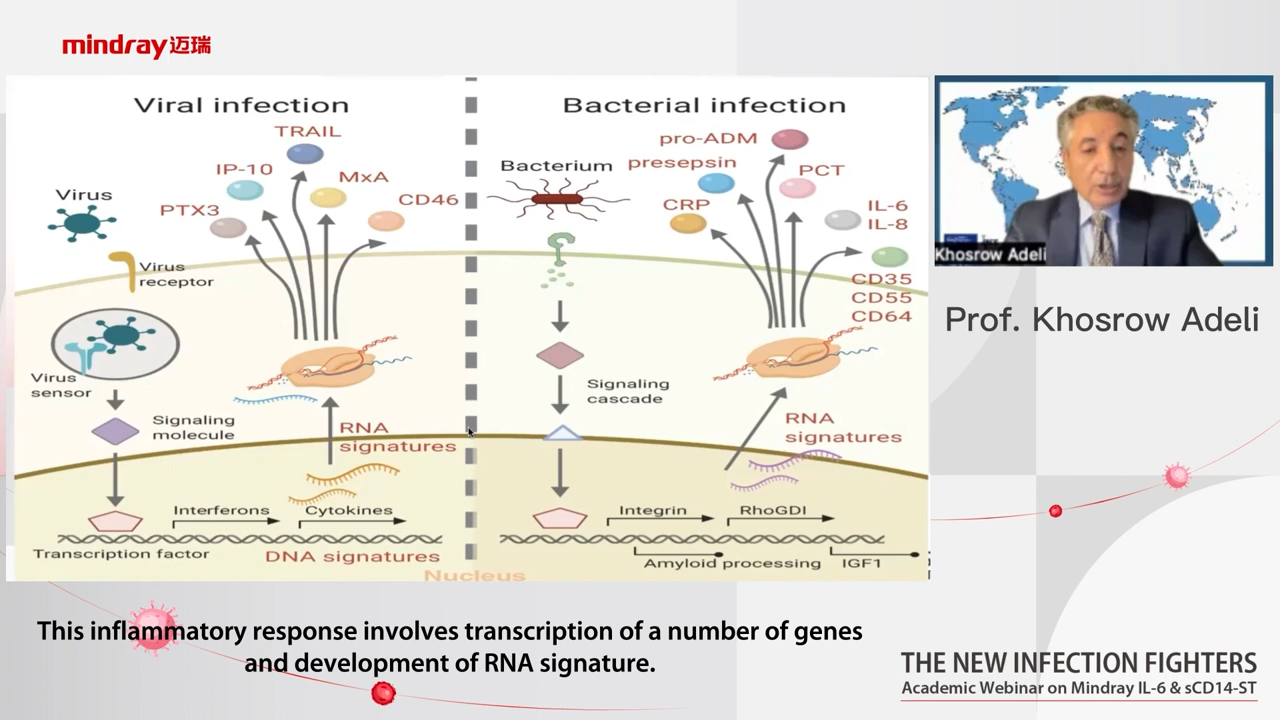 mindray迈瑞
Viral infection
TRAIL
IP-10
MxA
Virus
PTX3
CD46
Virus
receptor
Virus
sensor
Signaling
molecule
RNA
signatures
Interferons
Cytokines
Transcription factor
DNA signatures
Nucleus
Bacterial infection
pro-ADM
Bacterium
presepsin
PCT
CRP
IL-6
IL-8
CD35
CD55
CD64
Signaling
cascade
RNA
signatures
Integrin
RhoGDI
Amyloid processing
IGF1
Khosrow Adeli
Prof. Khosrow Adeli
This inflammatory response involves transcription of a number of genes
and development of RNA signature.
THE NEW INFECTION FIGHTERS
Academic Webinar on Mindray IL-6 & sCD14-ST